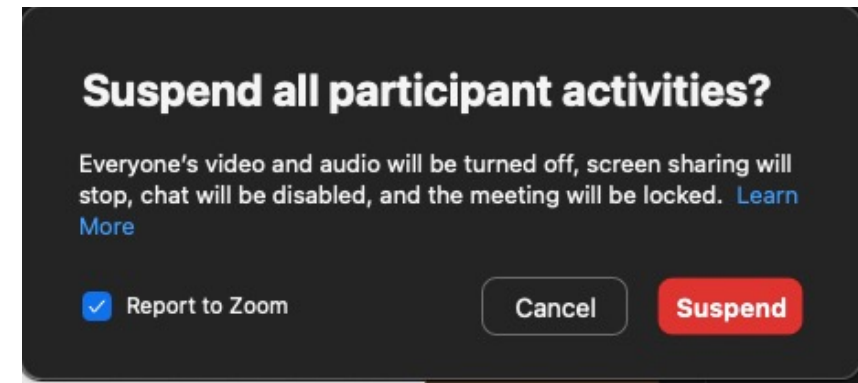 Suspend all participant activities?
Everyone's video and audio will be turned off, screen sharing will
stop, chat will be disabled, and the meeting will be locked. Learn
More
Report to Zoom
Cancel
Suspend